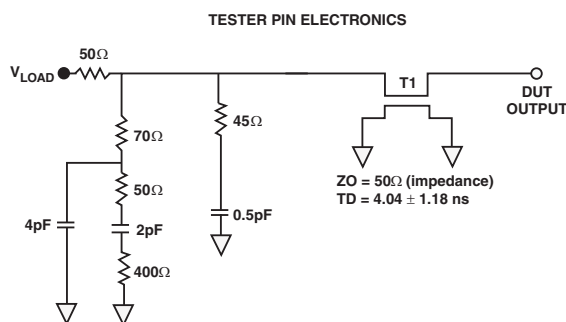 TESTER PIN ELECTRONICS
50Ω
VLOAD
T1
DUT
OUTPUT
70Ω
45Ω
50Ω
4pF
2pF
0.5pF
400Ω
ZO = 50Ω (impedance)
TD = 4.04 ± 1.18 ns